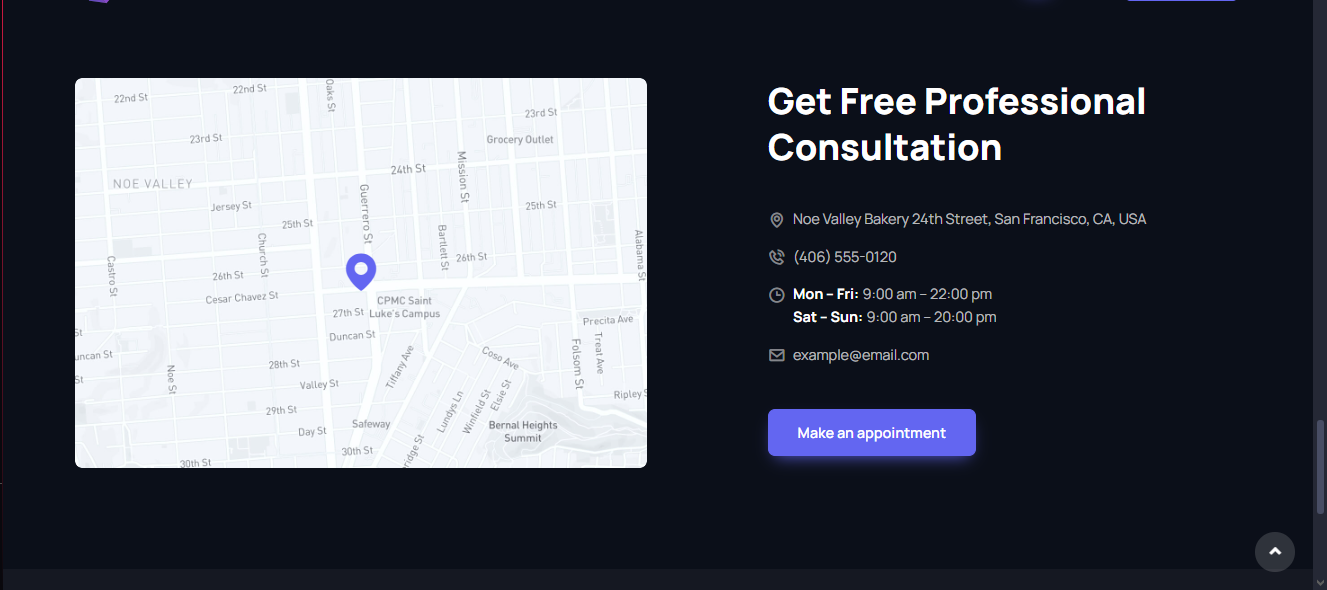 22nd St
22nd St
Oaks St
23rd St
23rd St
Grocery Outlet
24th St
Mission St
NOE VALLEY
Guerrero St
Jersey St
25th St
25th St
Church St
Bartlett St
Alabama St
Castro St
26th St
26th St
Cesar Chavez St
CPMC Saint
Luke's Campus
27th St
Precita Ave
Duncan St
St
uncan St
Treat Ave
Folsom St
Tiffany Ave
Coso Ave
28th St
St
Noe St
Valley St
Elsie St
Winfield St
Lundys Ln
Ripley S
29th St
Safeway
Day St
Bernal Heights
Summit
30th St
30th St
ridge St
Get Free Professional
Consultation
Noe Valley Bakery 24th Street, San Francisco, CA, USA
(406) 555-0120
Mon – Fri: 9:00 am – 22:00 pm
Sat – Sun: 9:00 am – 20:00 pm
example@email.com
Make an appointment